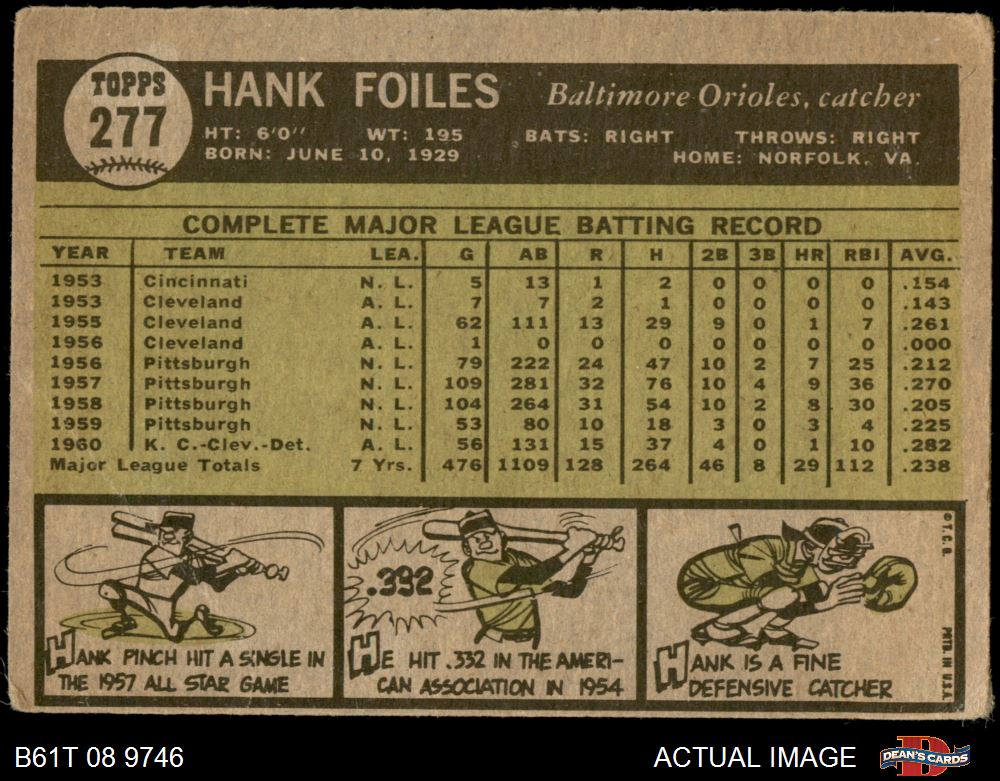 TOPPS
277
HANK FOILES Baltimore Orioles, catcher
HT: 6'0" WT: 195 BATS: RIGHT THROWS: RIGHT
BORN: JUNE 10, 1929 HOME: NORFOLK, VA.
COMPLETE MAJOR LEAGUE BATTING RECORD
YEAR TEAM LEA. G AB R H 2B 3B HR RBI AVG.
1953 Cincinnati N. L. 5 13 1 2 0 0 0 0 .154
1953 Cleveland A. L. 7 7 2 1 0 0 0 0 .143
1955 Cleveland A. L. 62 111 13 29 9 0 1 7 .261
1956 Cleveland A. L. 1 0 0 0 0 0 0 0 .000
1956 Pittsburgh N. L. 79 222 24 47 10 2 7 25 .212
1957 Pittsburgh N. L. 109 281 32 76 10 4 9 36 .270
1958 Pittsburgh N. L. 104 264 31 54 10 2 8 30 .205
1959 Pittsburgh N. L. 53 80 10 18 3 0 3 4 .225
1960 K. C.-Clev.-Det. A. L. 56 131 15 37 4 0 1 10 .282
Major League Totals 7 Yrs. 476 1109 128 264 46 8 29 112 .238
HANK PINCH HIT A SINGLE IN
THE 1957 ALL STAR GAME
.332
HE HIT .332 IN THE AMERI-
CAN ASSOCIATION IN 1954
HANK IS A FINE
DEFENSIVE CATCHER
© T.C.G.
PRTD. IN U.S.A.
B61T 08 9746
ACTUAL IMAGE
DEAN'S CARDS